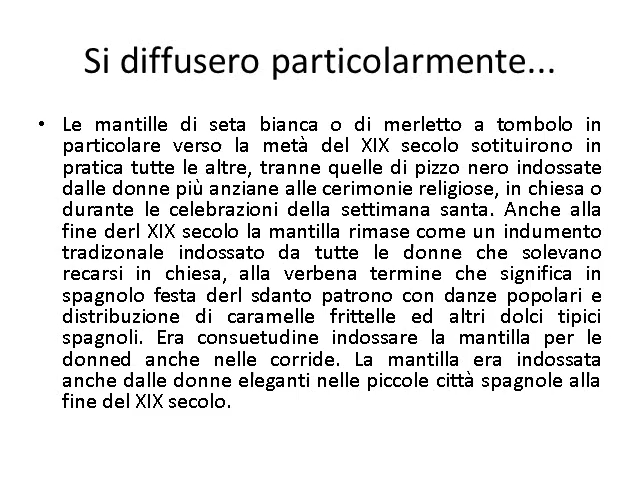 Si diffusero particolarmente...
• Le mantille di seta bianca o di merletto a tombolo in
particolare verso la metà del XIX secolo sotituirono in
pratica tutte le altre, tranne quelle di pizzo nero indossate
dalle donne più anziane alle cerimonie religiose, in chiesa o
durante le celebrazioni della settimana santa. Anche alla
fine derl XIX secolo la mantilla rimase come un indumento
tradizonale indossato da tutte le donne che solevano
recarsi in chiesa, alla verbena termine che significa in
spagnolo festa derl sdanto patrono con danze popolari e
distribuzione di caramelle frittelle ed altri dolci tipici
spagnoli. Era consuetudine indossare la mantilla per le
donned anche nelle corride. La mantilla era indossata
anche dalle donne eleganti nelle piccole città spagnole alla
fine del XIX secolo.